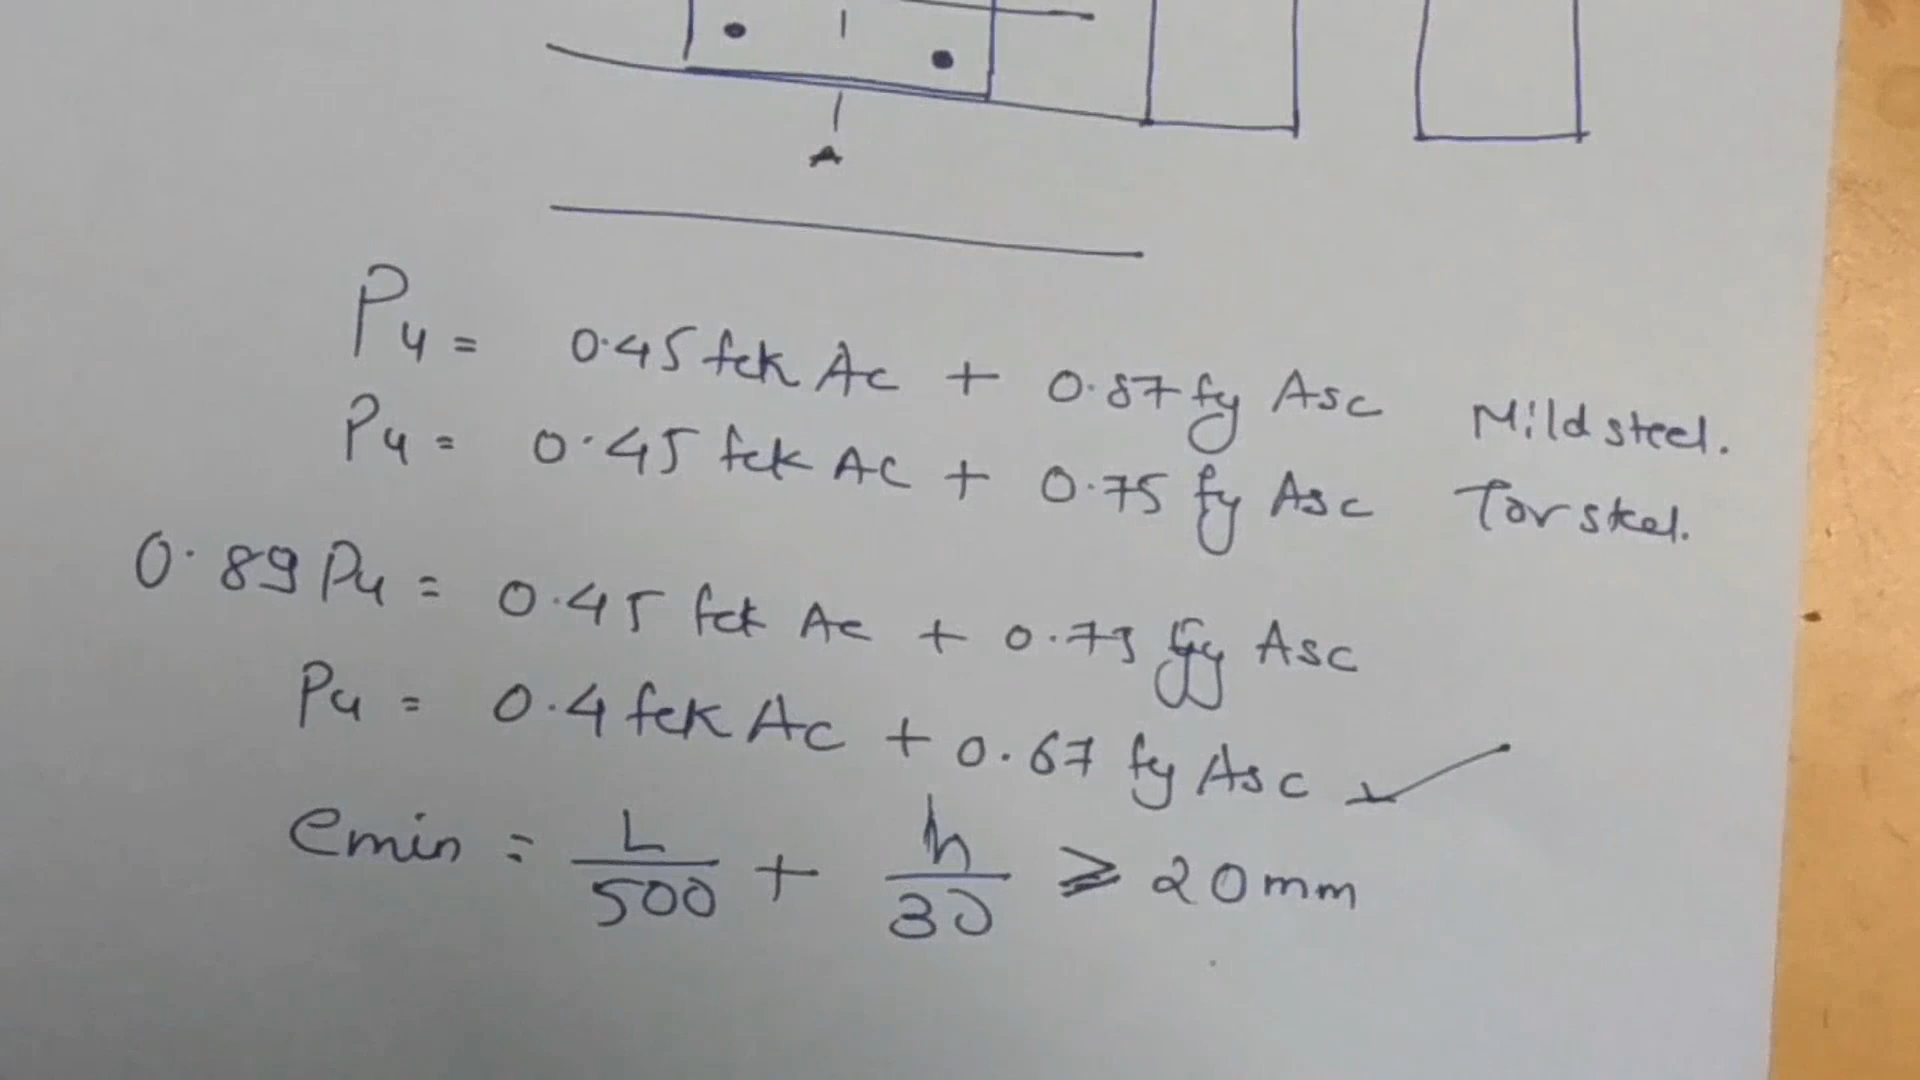 A
Pu = 0.45 fck Ac + 0.87 fy Asc Mild steel.
Pu = 0.45 fck AC + 0.75 fy Asc Tor steel.
0.89 Pu = 0.45 fck Ac + 0.75 fy Asc
Pu = 0.4 fck Ac + 0.67 fy Asc ✓
emin = L/500 + h/30 ⩾ 20mm